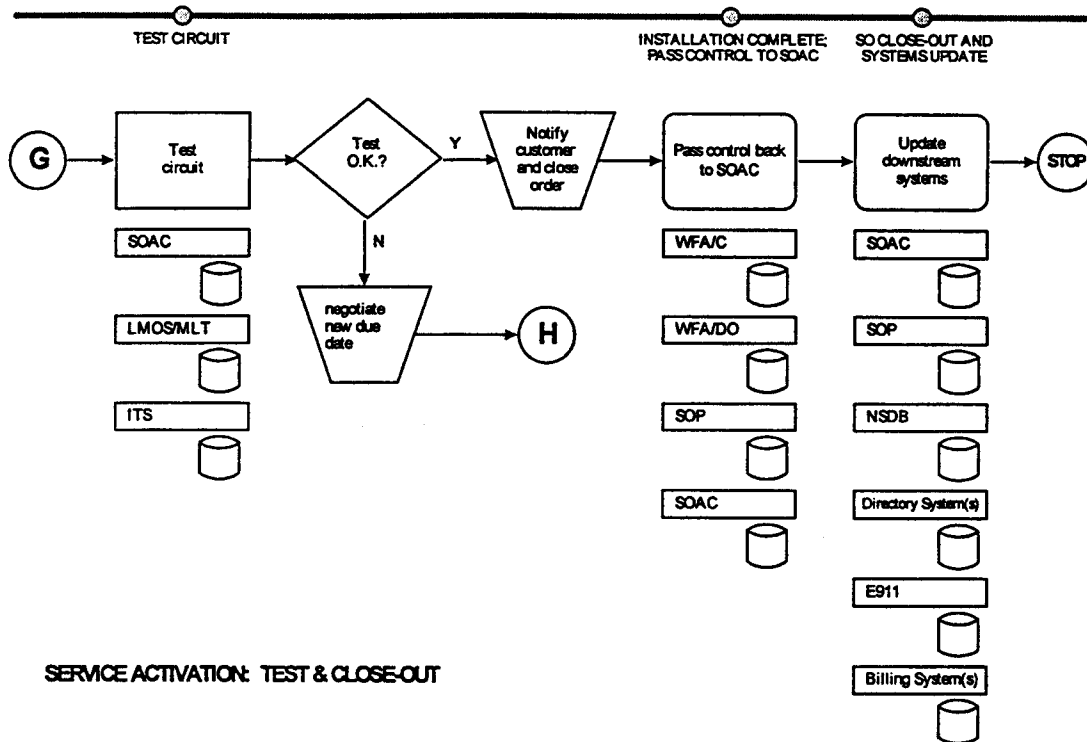 TEST CIRCUIT
INSTALLATION COMPLETE;
PASS CONTROL TO SOAC
SO CLOSE-OUT AND
SYSTEMS UPDATE
G
Test
circuit
Test
O.K.?
Y
N
Notify
customer
and close
order
Pass control back
to SOAC
Update
downstream
systems
STOP
negotiate
new due
date
H
SOAC
LMOS/MLT
ITS
WFA/C
WFA/DO
SOP
SOAC
SOAC
SOP
NSDB
Directory System(s)
E911
Billing System(s)
SERVICE ACTIVATION: TEST & CLOSE-OUT